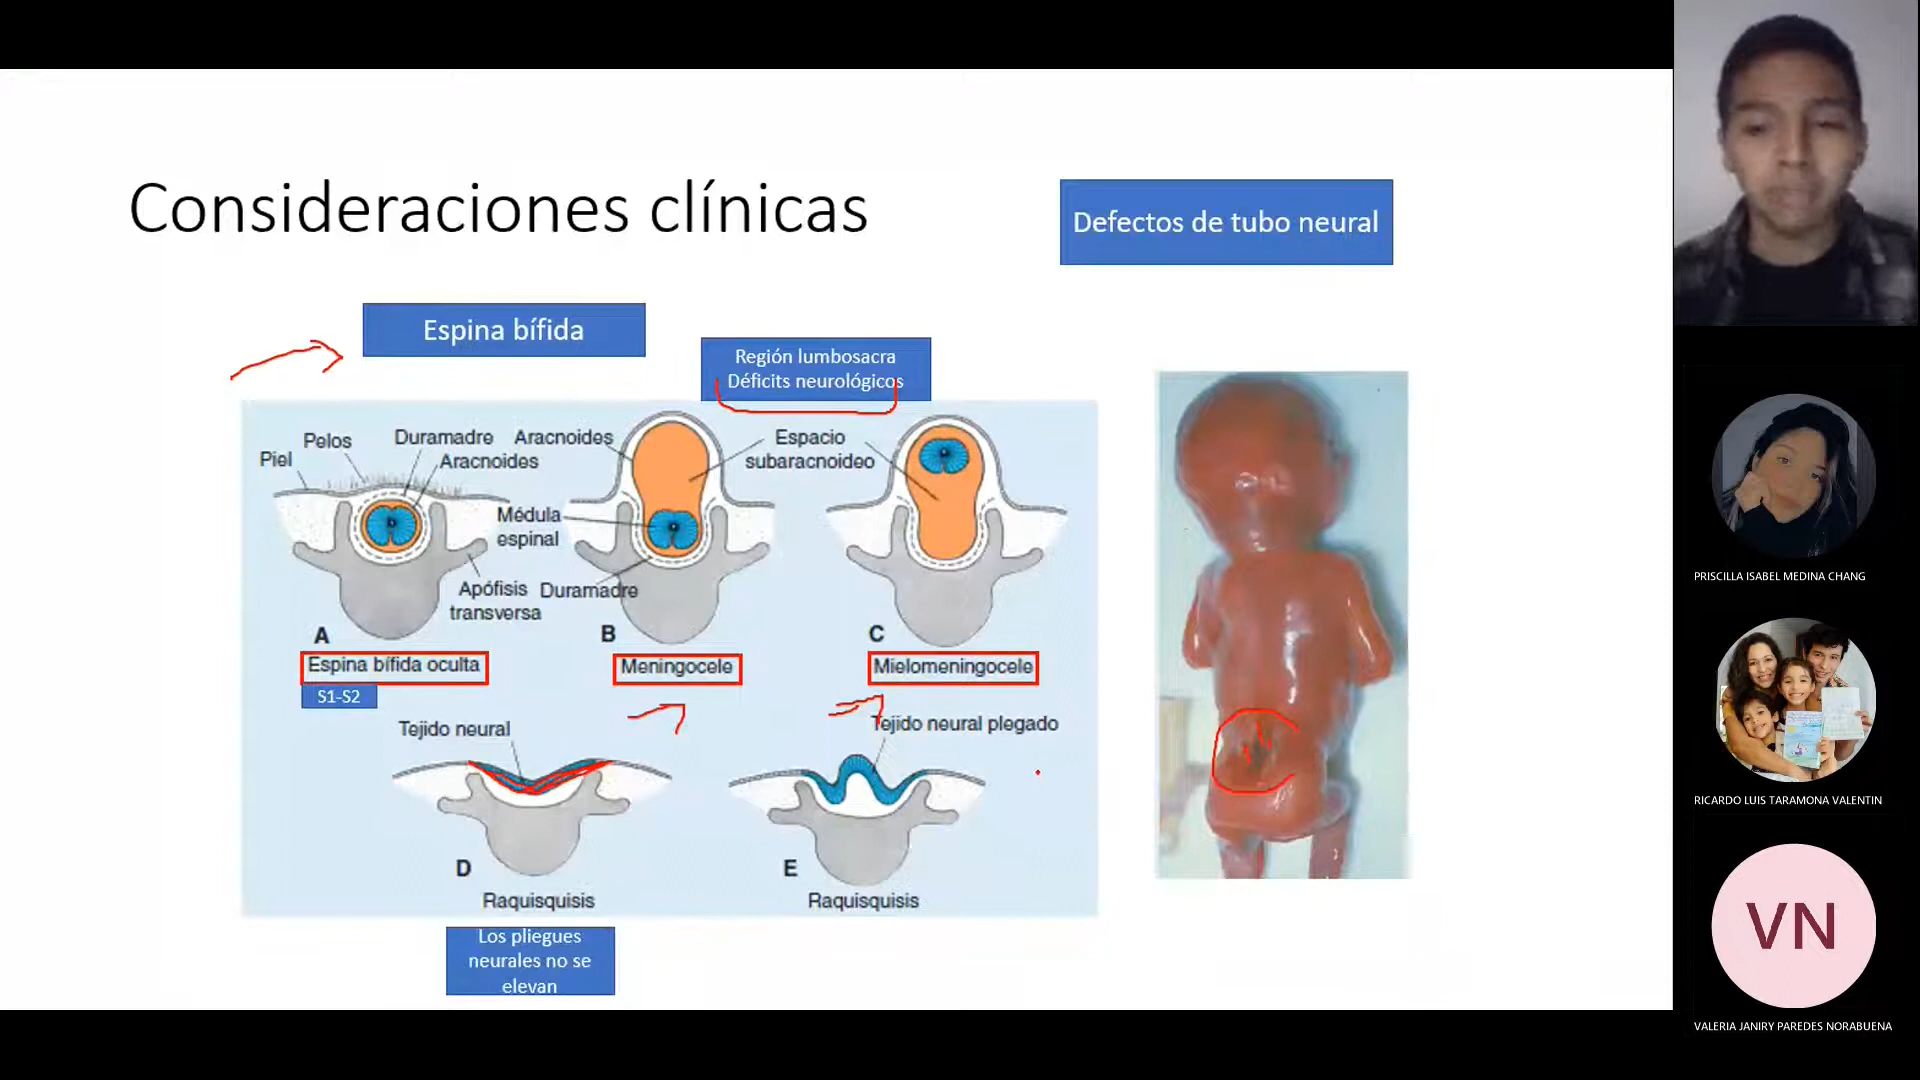 Consideraciones clínicas
Defectos de tubo neural
Espina bífida
Región lumbosacra
Déficits neurológicos
Piel
Pelos
Duramadre
Aracnoides
Aracnoides
Espacio
subaracnoideo
Médula
espinal
Apófisis
transversa
Duramadre
A
B
C
Espina bífida oculta
Meningocele
Mielomeningocele
S1-S2
Tejido neural
Tejido neural plegado
D
E
Raquisquisis
Raquisquisis
Los pliegues
neurales no se
elevan
PRISCILLA ISABEL MEDINA CHANG
RICARDO LUIS TARAMONA VALENTIN
VN
VALERIA JANIRY PAREDES NORABUENA